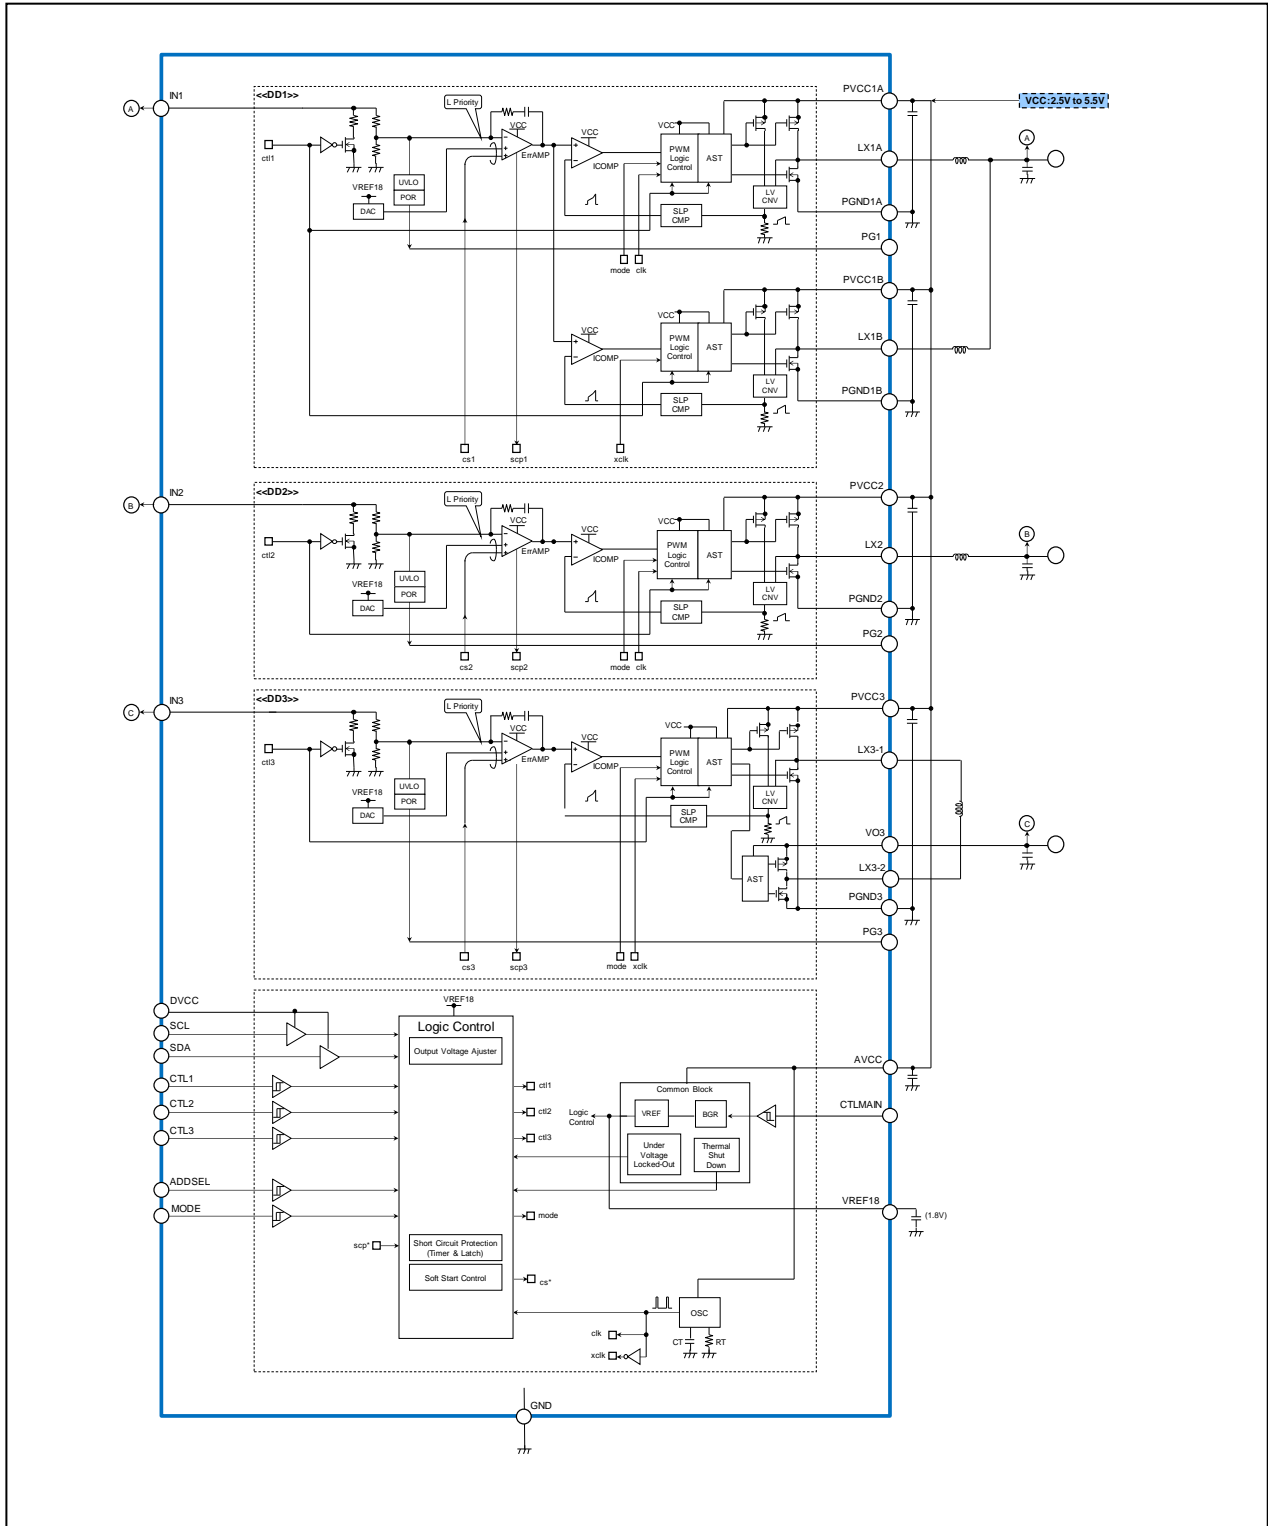 IN1
A
<<DD1>>
L Priority
VCC
ErrAMP
ctl1
UVLO
POR
VREF18
DAC
VCC
ICOMP
VCC
PWM
Logic
Control
AST
SLP
CMP
LV
CNV
mode
clk
PVCC1A
VCC:2.5V to 5.5V
LX1A
A
PGND1A
PG1
PVCC1B
VCC
ICOMP
VCC
PWM
Logic
Control
AST
SLP
CMP
LV
CNV
LX1B
PGND1B
cs1
scp1
xclk
IN2
B
<<DD2>>
L Priority
VCC
ErrAMP
ctl2
UVLO
POR
VREF18
DAC
VCC
ICOMP
VCC
PWM
Logic
Control
AST
SLP
CMP
LV
CNV
PVCC2
LX2
B
PGND2
PG2
cs2
scp2
mode
clk
IN3
C
<<DD3>>
L Priority
VCC
ErrAMP
ctl3
UVLO
POR
VREF18
DAC
VCC
ICOMP
VCC
PWM
Logic
Control
AST
SLP
CMP
LV
CNV
AST
PVCC3
LX3-1
VO3
C
LX3-2
PGND3
PG3
cs3
scp3
mode
xclk
DVCC
SCL
SDA
CTL1
CTL2
CTL3
ADDSEL
MODE
VREF18
Logic Control
Output Voltage Ajuster
ctl1
ctl2
ctl3
mode
scp*
Short Circuit Protection
(Timer & Latch)
Soft Start Control
cs*
Common Block
Logic
Control
VREF
BGR
Under
Voltage
Locked-Out
Thermal
Shut
Down
AVCC
CTLMAIN
VREF18
(1.8V)
OSC
CT
RT
clk
xclk
GND